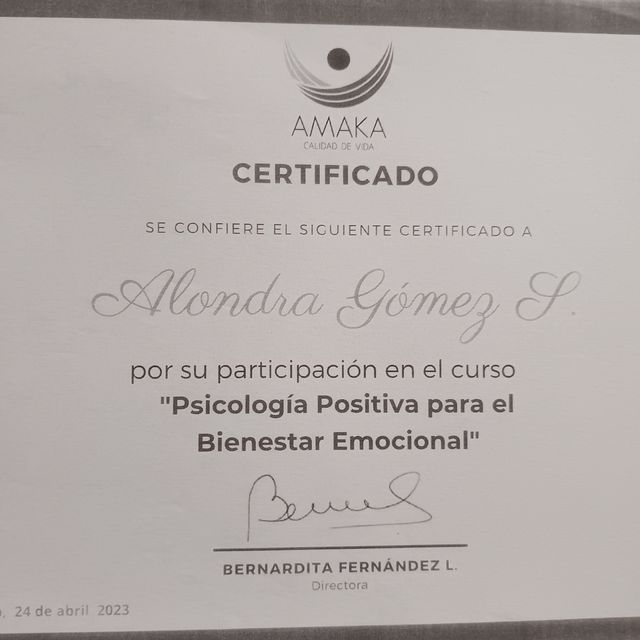 AMAKA
CALIDAD DE VIDA
CERTIFICADO
SE CONFIERE EL SIGUIENTE CERTIFICADO A
Alondra Gómez S.
por su participación en el curso
"Psicología Positiva para el
Bienestar Emocional"
BERNARDITA FERNÁNDEZ L.
Directora
24 de abril 2023